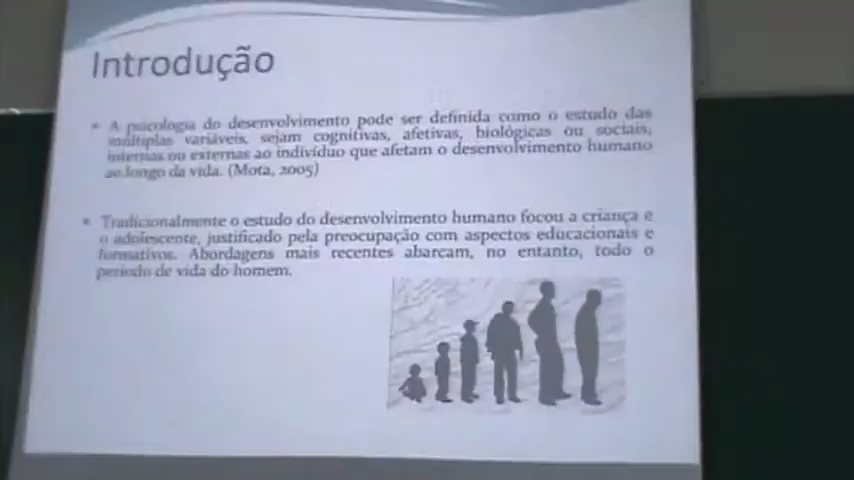 Introdução
A psicologia do desenvolvimento pode ser definida como o estudo das
múltiplas variáveis, sejam cognitivas, afetivas, biológicas ou sociais,
internas ou externas ao indivíduo que afetam o desenvolvimento humano
ao longo da vida. (Mota, 2005)
Tradicionalmente o estudo do desenvolvimento humano focou a criança e
o adolescente, justificado pela preocupação com aspectos educacionais e
formativos. Abordagens mais recentes abarcam, no entanto, todo o
período de vida do homem.